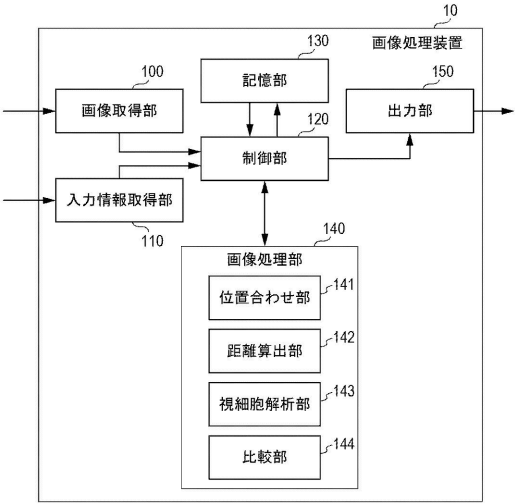 10
画像処理装置
130
記憶部
100
画像取得部
150
出力部
120
制御部
入力情報取得部
110
140
画像処理部
141
位置合わせ部
142
距離算出部
143
視細胞解析部
144
比較部